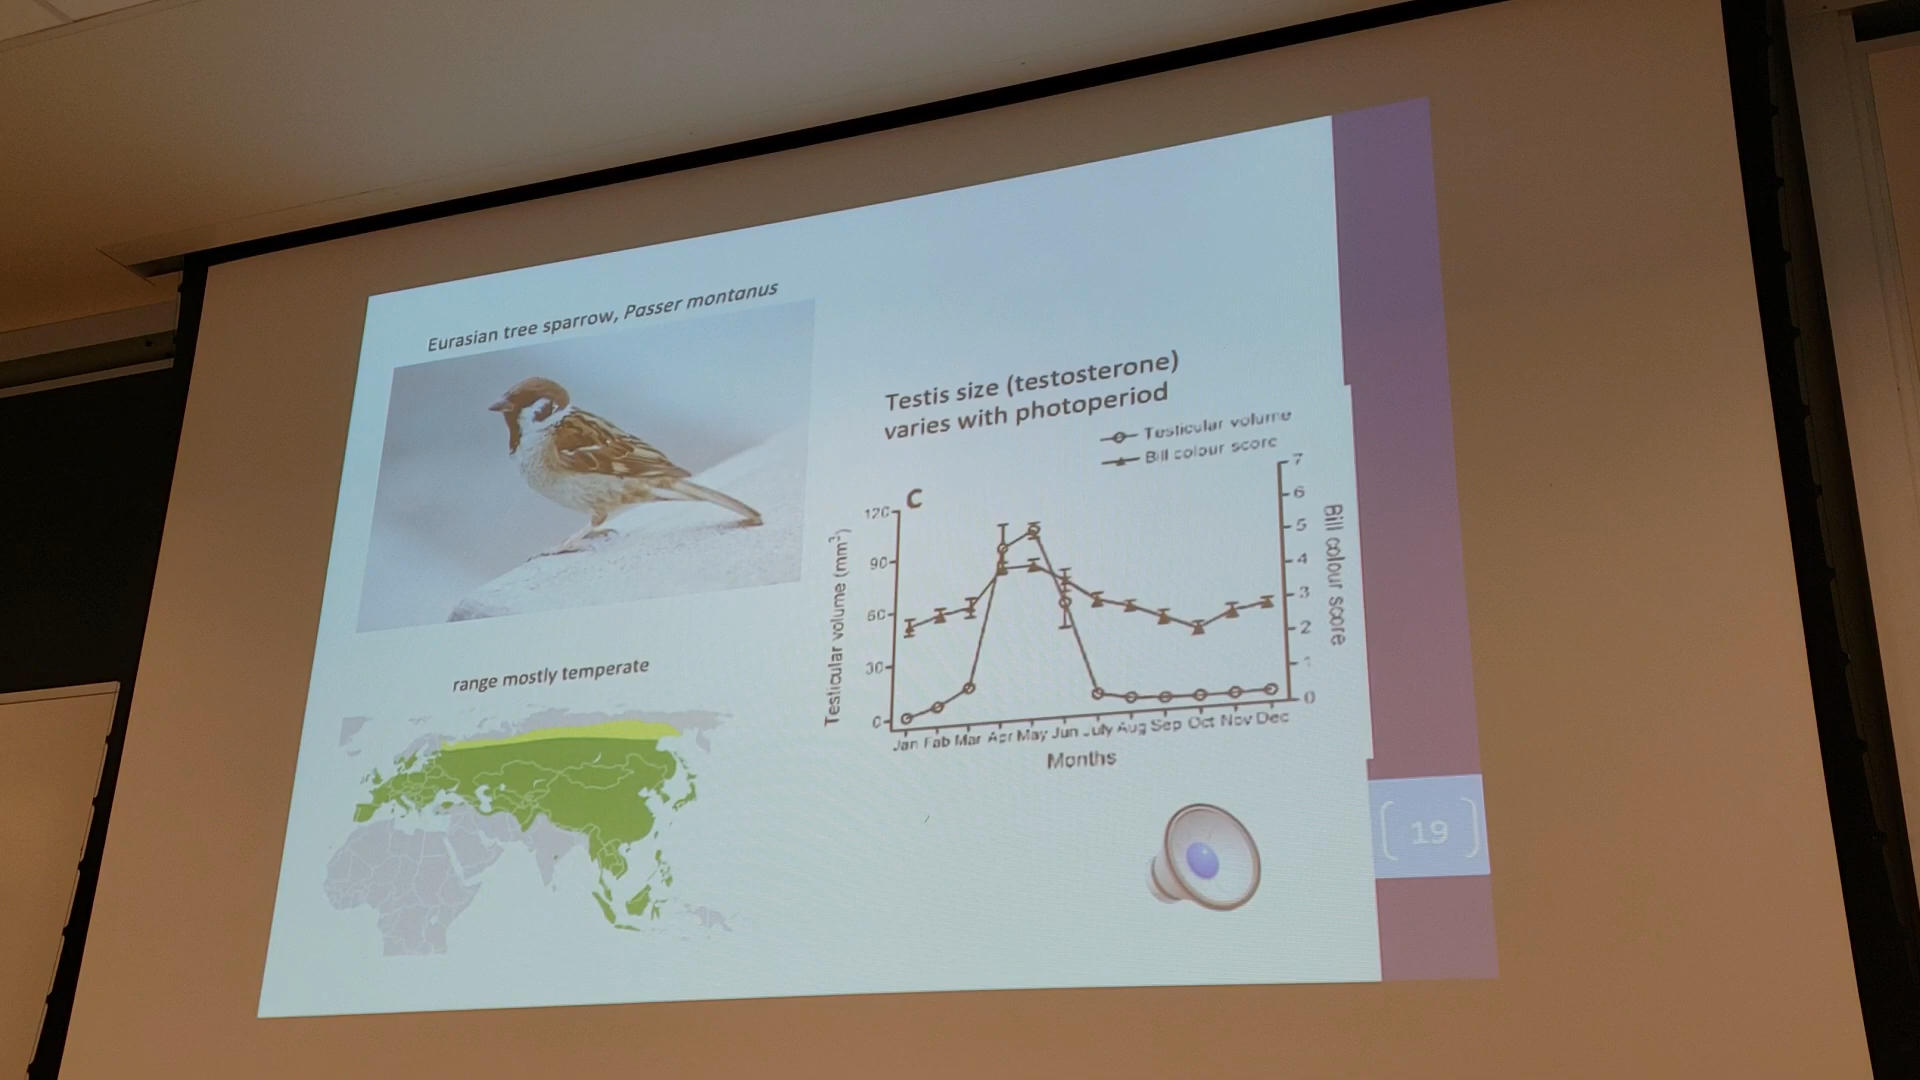 Eurasian tree sparrow, Passer montanus
Testis size (testosterone)
varies with photoperiod
Testicular volume
Bill colour score
C
Testicular volume (mm³)
120
90
60
30
0
7
6
5
4
3
2
1
0
Bill colour score
Jan Feb Mar Apr May Jun July Aug Sep Oct Nov Dec
Months
range mostly temperate
19